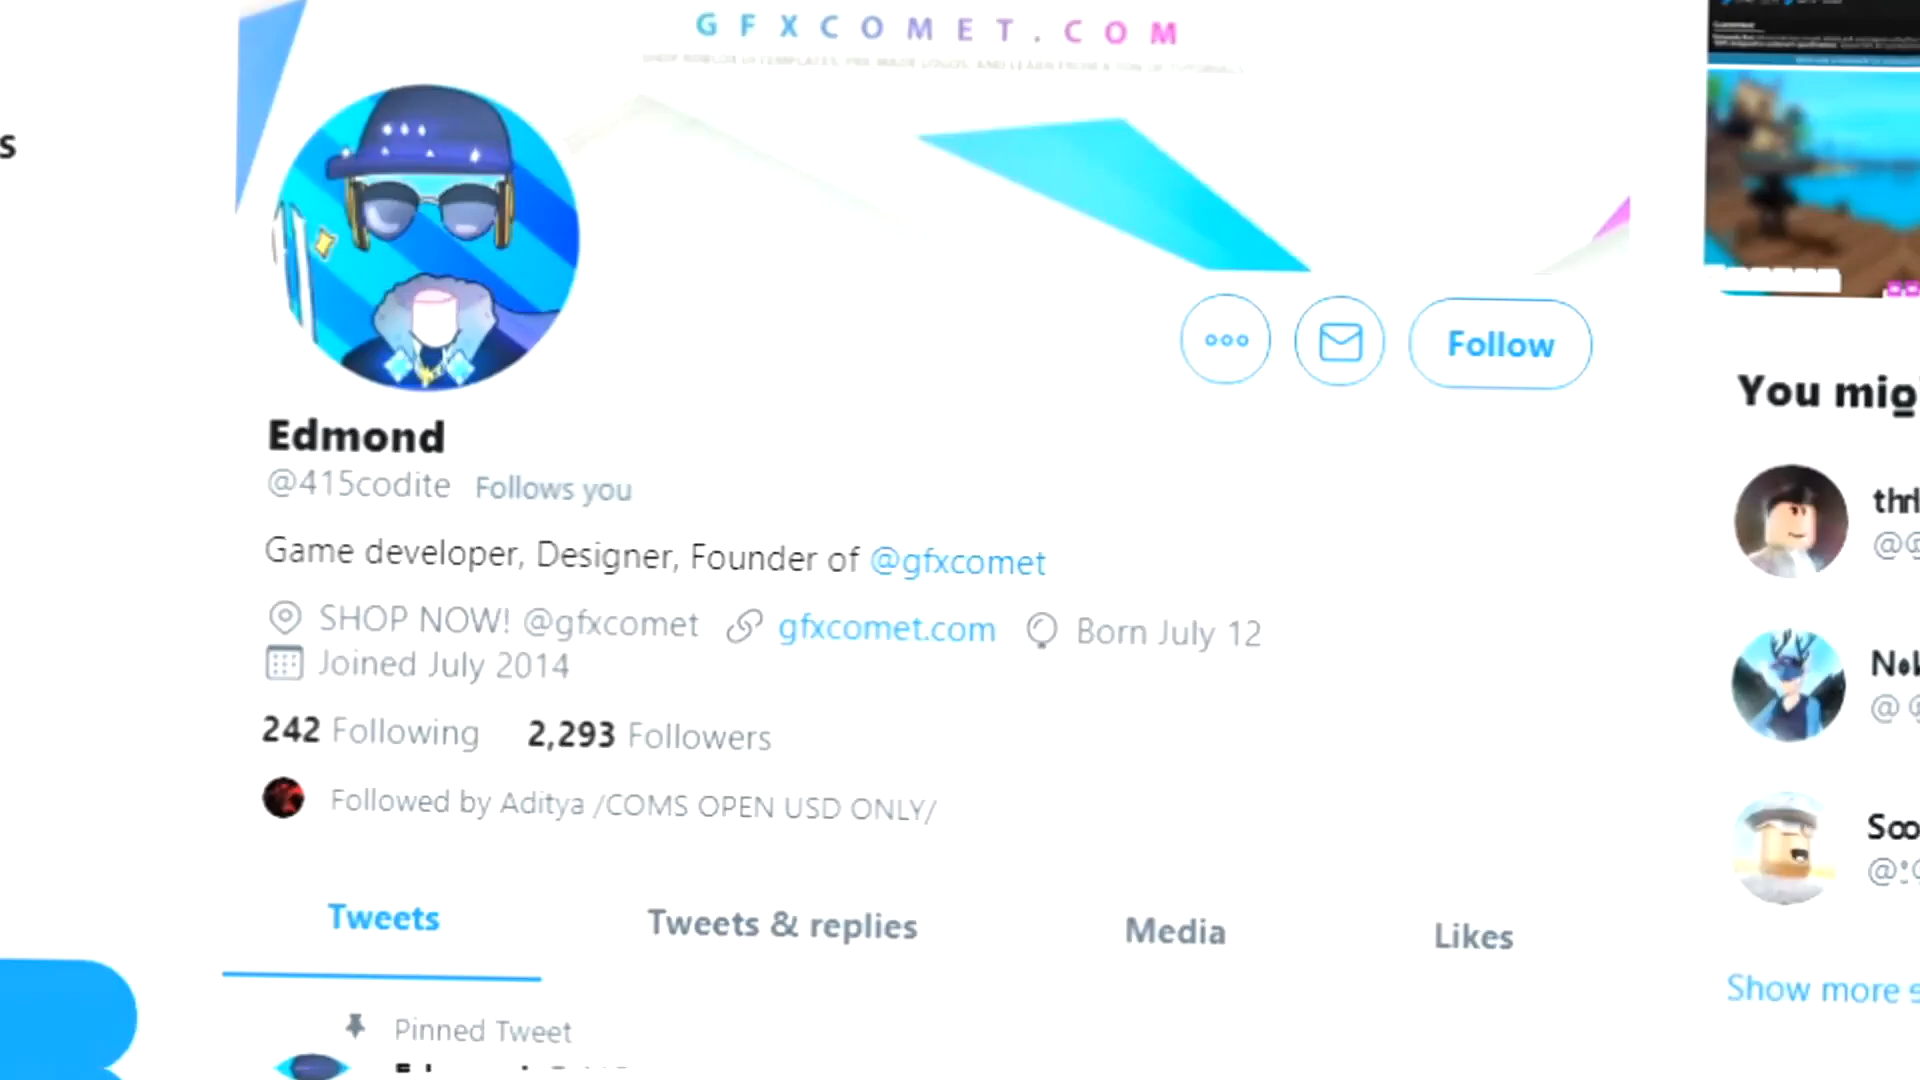 GFXCOMET.COM
s
Edmond
@415codite Follows you
Game developer, Designer, Founder of @gfxcomet
SHOP NOW! @gfxcomet gfxcomet.com Born July 12
Joined July 2014
242 Following 2,293 Followers
Followed by Aditya /COMS OPEN USD ONLY/
Tweets Tweets & replies Media Likes
Pinned Tweet
Follow
You mig
Show more s